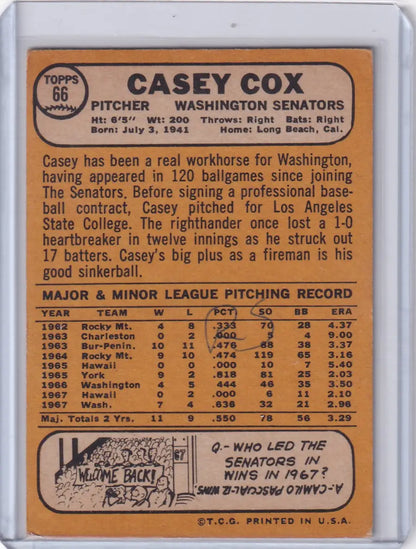 TOPPS
66
CASEY COX
PITCHER WASHINGTON SENATORS
Ht: 6'5" Wt: 200 Throws: Right Bats: Right
Born: July 3, 1941 Home: Long Beach, Cal.
Casey has been a real workhorse for Washington,
having appeared in 120 ballgames since joining
The Senators. Before signing a professional base-
ball contract, Casey pitched for Los Angeles
State College. The righthander once lost a 1-0
heartbreaker in twelve innings as he struck out
17 batters. Casey's big plus as a fireman is his
good sinkerball.
MAJOR & MINOR LEAGUE PITCHING RECORD
YEAR TEAM W L PCT. SO BB ERA
1962 Rocky Mt. 4 8 .333 70 28 4.37
1963 Charleston 0 2 .000 5 4 9.00
1963 Bur-Penin. 10 11 .476 88 38 3.37
1964 Rocky Mt. 9 10 .474 119 65 3.16
1965 Hawaii 0 0 .000 10 7 5.40
1965 York 9 2 .818 81 25 2.03
1966 Washington 4 5 .444 46 35 3.50
1967 Hawaii 0 2 .000 6 11 2.10
1967 Wash. 7 4 .636 32 21 2.96
Maj. Totals 2 Yrs. 11 9 .550 78 56 3.29
WELCOME BACK!
67
Q.- WHO LED THE
SENATORS IN
WINS IN 1967?
A- CAMILO PASCUAL-12 WINS
©T.C.G. PRINTED IN U.S.A.